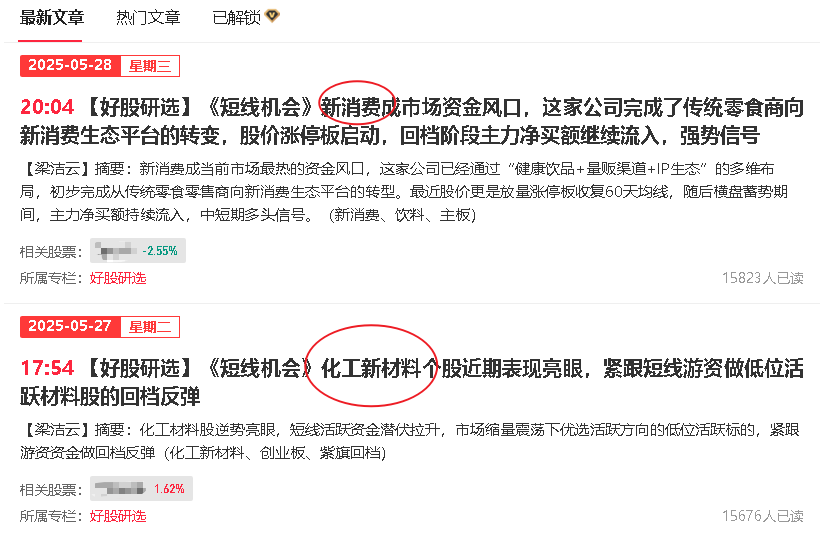 最新文章 热门文章 已解锁
2025-05-28 星期三
20:04 【好股研选】《短线机会》新消费成市场资金风口，这家公司完成了传统零食商向
新消费生态平台的转变，股价涨停板启动，回档阶段主力净买额继续流入，强势信号
【梁洁云】摘要：新消费成当前市场最热的资金风口，这家公司已经通过“健康饮品+量贩渠道+IP生态”的多维布
局，初步完成从传统零食零售商向新消费生态平台的转型。最近股价更是放量涨停板收复60天均线，随后横盘蓄势期
间，主力净买额持续流入，中短期多头信号。（新消费、饮料、主板）
相关股票： -2.55%
所属专栏：好股研选 15823人已读
2025-05-27 星期二
17:54 【好股研选】《短线机会》化工新材料个股近期表现亮眼，紧跟短线游资做低位活
跃材料股的回档反弹
【梁洁云】摘要：化工材料股逆势亮眼，短线活跃资金潜伏拉升，市场缩量震荡下优选活跃方向的低位活跃标的，紧跟
游资资金做回档反弹（化工新材料、创业板、紫旗回档）
相关股票： 1.62%
所属专栏：好股研选 15676人已读